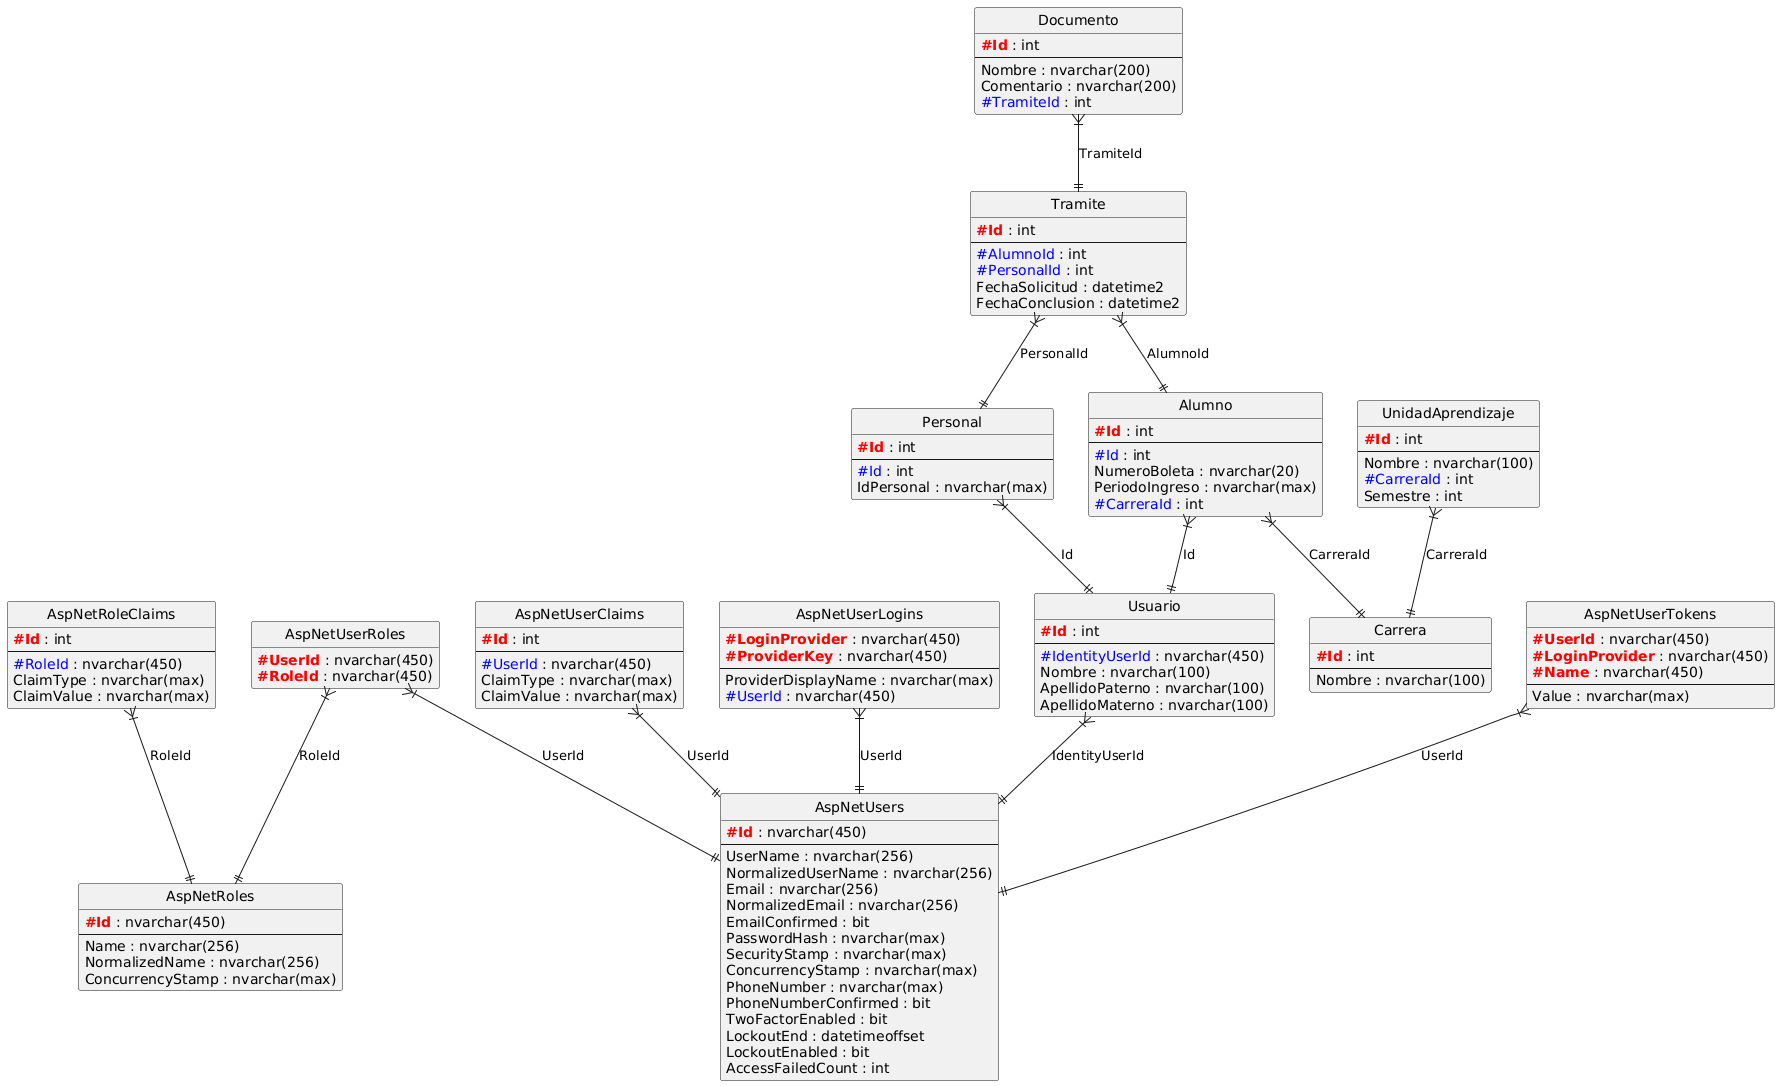 Documento
#Id : int
Nombre : nvarchar(200)
Comentario : nvarchar(200)
#TramiteId : int
TramiteId
Tramite
#Id : int
#AlumnoId : int
#PersonalId : int
FechaSolicitud : datetime2
FechaConclusion : datetime2
PersonalId
AlumnoId
Personal
#Id : int
#Id : int
IdPersonal : nvarchar(max)
Alumno
#Id : int
#Id : int
NumeroBoleta : nvarchar(20)
PeriodoIngreso : nvarchar(max)
#CarreraId : int
UnidadAprendizaje
#Id : int
Nombre : nvarchar(100)
#CarreraId : int
Semestre : int
Id
Id
CarreraId
CarreraId
AspNetRoleClaims
#Id : int
#RoleId : nvarchar(450)
ClaimType : nvarchar(max)
ClaimValue : nvarchar(max)
AspNetUserRoles
#UserId : nvarchar(450)
#RoleId : nvarchar(450)
AspNetUserClaims
#Id : int
#UserId : nvarchar(450)
ClaimType : nvarchar(max)
ClaimValue : nvarchar(max)
AspNetUserLogins
#LoginProvider : nvarchar(450)
#ProviderKey : nvarchar(450)
ProviderDisplayName : nvarchar(max)
#UserId : nvarchar(450)
Usuario
#Id : int
#IdentityUserId : nvarchar(450)
Nombre : nvarchar(100)
ApellidoPaterno : nvarchar(100)
ApellidoMaterno : nvarchar(100)
Carrera
#Id : int
Nombre : nvarchar(100)
AspNetUserTokens
#UserId : nvarchar(450)
#LoginProvider : nvarchar(450)
#Name : nvarchar(450)
Value : nvarchar(max)
RoleId
RoleId
UserId
UserId
UserId
IdentityUserId
UserId
AspNetRoles
#Id : nvarchar(450)
Name : nvarchar(256)
NormalizedName : nvarchar(256)
ConcurrencyStamp : nvarchar(max)
AspNetUsers
#Id : nvarchar(450)
UserName : nvarchar(256)
NormalizedUserName : nvarchar(256)
Email : nvarchar(256)
NormalizedEmail : nvarchar(256)
EmailConfirmed : bit
PasswordHash : nvarchar(max)
SecurityStamp : nvarchar(max)
ConcurrencyStamp : nvarchar(max)
PhoneNumber : nvarchar(max)
PhoneNumberConfirmed : bit
TwoFactorEnabled : bit
LockoutEnd : datetimeoffset
LockoutEnabled : bit
AccessFailedCount : int